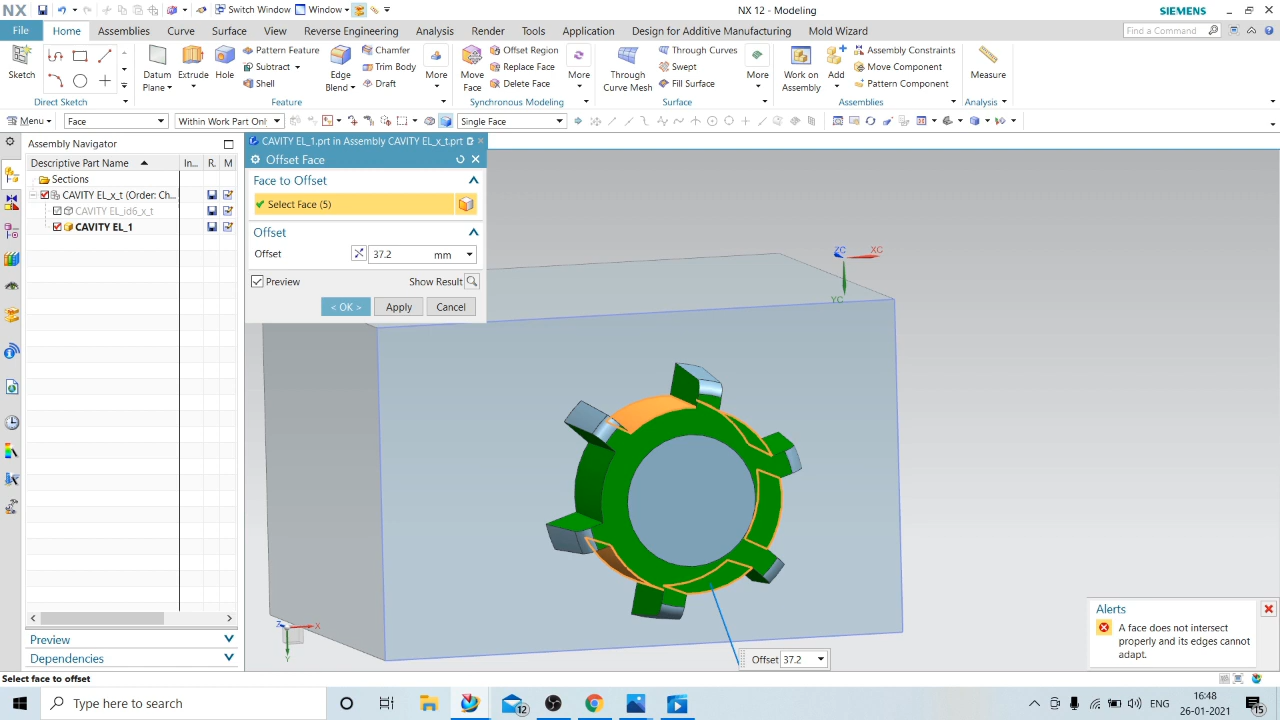 NX
Switch Window
Window
NX 12 - Modeling
SIEMENS
File
Home
Assemblies
Curve
Surface
View
Reverse Engineering
Analysis
Render
Tools
Application
Design for Additive Manufacturing
Mold Wizard
Find a Command
Sketch
Datum Plane
Extrude
Hole
Pattern Feature
Subtract
Shell
Edge Blend
Chamfer
Trim Body
Draft
More
Move Face
Offset Region
Replace Face
Delete Face
More
Through Curve Mesh
Through Curves
Swept
Fill Surface
More
Work on Assembly
Add
Assembly Constraints
Move Component
Pattern Component
Measure
Direct Sketch
Feature
Synchronous Modeling
Surface
Assemblies
Analysis
Menu
Face
Within Work Part Onl
Single Face
Assembly Navigator
Descriptive Part Name
In...
R.
M
Sections
CAVITY EL_x_t (Order: Ch...
CAVITY EL_id6_x_t
CAVITY EL_1
Preview
Dependencies
CAVITY EL_1.prt in Assembly CAVITY EL_x_t.prt
Offset Face
Face to Offset
Select Face (5)
Offset
Offset
37.2
mm
Preview
Show Result
< OK >
Apply
Cancel
ZC
XC
YC
Z
X
Y
Offset 37.2
Alerts
A face does not intersect
properly and its edges cannot
adapt.
Select face to offset
Type here to search
12
16:48
26-01-2021
15